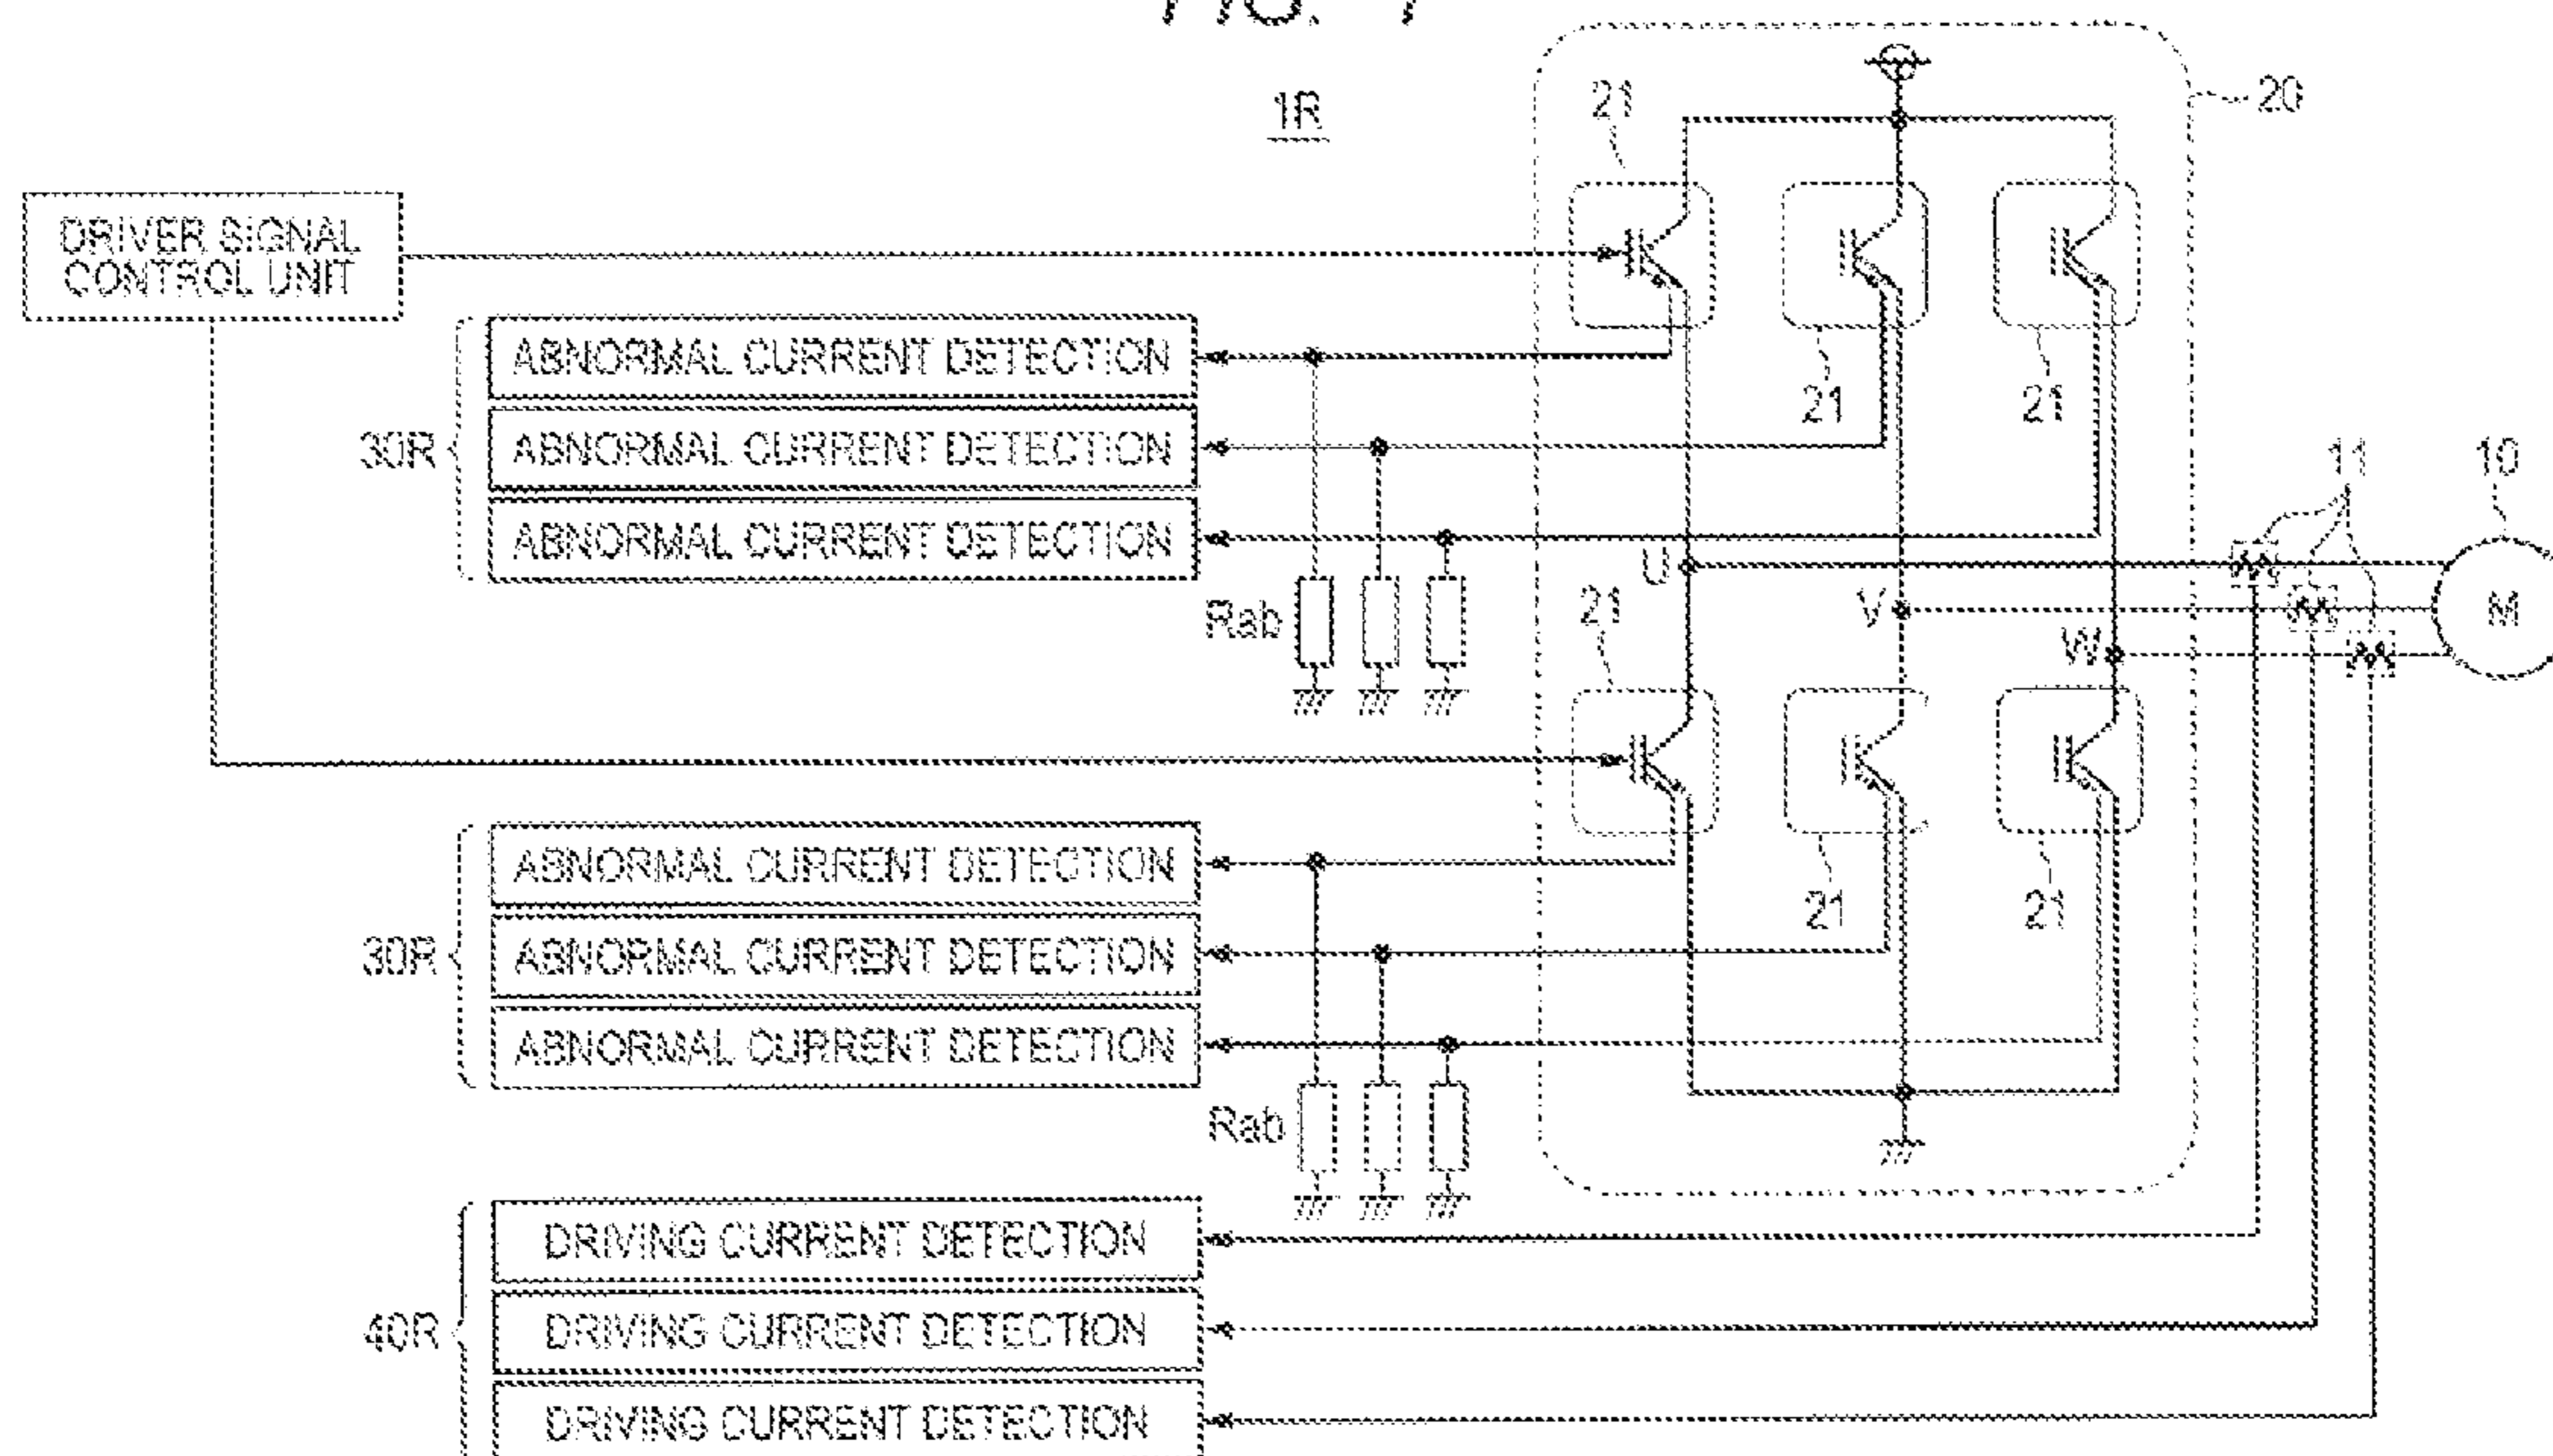 FIG. 1
1R
20
21
DRIVER SIGNAL
CONTROL UNIT
ABNORMAL CURRENT DETECTION
21
21
30R
ABNORMAL CURRENT DETECTION
11
10
ABNORMAL CURRENT DETECTION
U
21
Rab
V
M
W
ABNORMAL CURRENT DETECTION
21
21
30R
ABNORMAL CURRENT DETECTION
ABNORMAL CURRENT DETECTION
Rab
DRIVING CURRENT DETECTION
40R
DRIVING CURRENT DETECTION
DRIVING CURRENT DETECTION